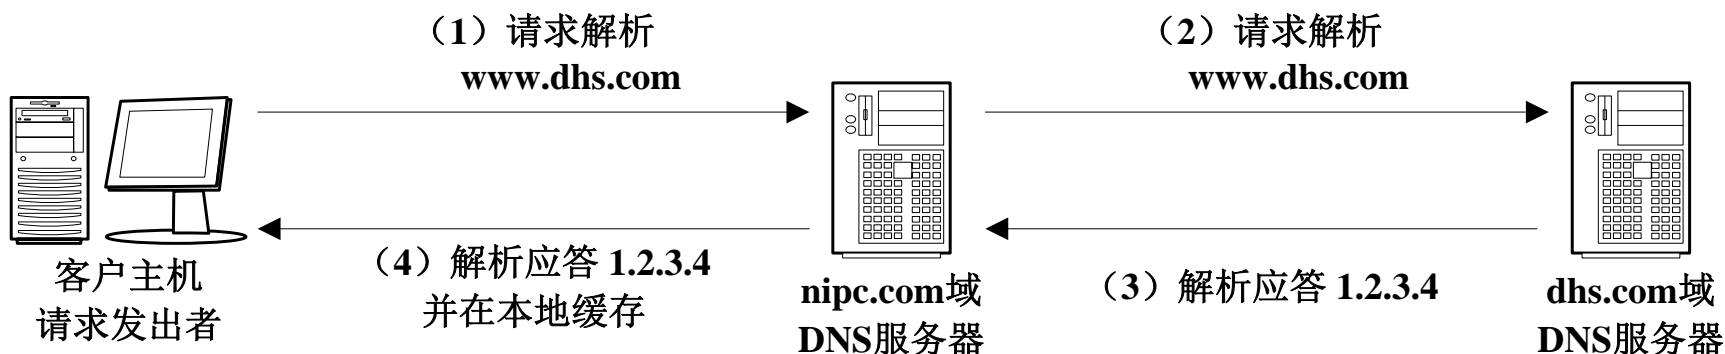 （1）请求解析
www.dhs.com
（2）请求解析
www.dhs.com
（4）解析应答 1.2.3.4
并在本地缓存
（3）解析应答 1.2.3.4
客户主机
请求发出者
nipc.com域
DNS服务器
dhs.com域
DNS服务器